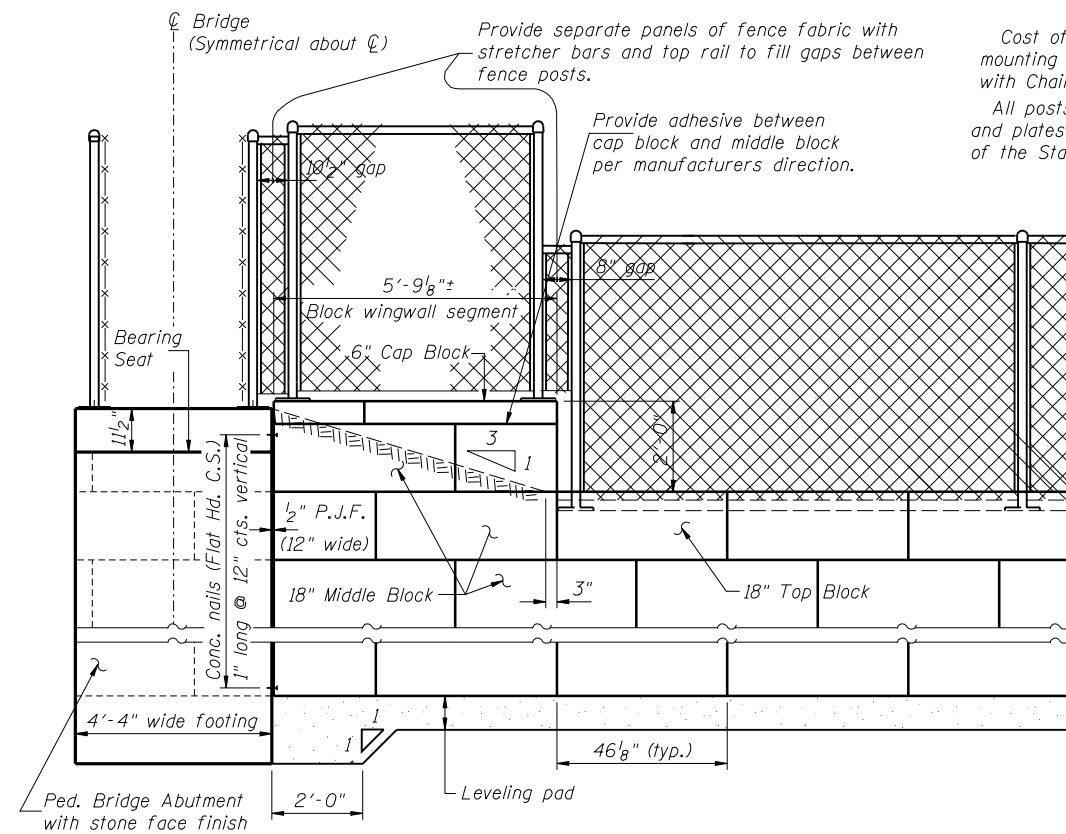 ℄ Bridge
(Symmetrical about ℄)
Provide separate panels of fence fabric with
stretcher bars and top rail to fill gaps between
fence posts.
Cost of
mounting
with Chain
All posts
and plates
of the Sta
Provide adhesive between
cap block and middle block
per manufacturers direction.
10½" gap
8" gap
5'-9⅛"±
Block wingwall segment
Bearing
Seat
6" Cap Block
11½"
3
1
2'-0"
½" P.J.F.
(12" wide)
Conc. nails (Flat Hd. C.S.)
1" long @ 12" cts. vertical
18" Middle Block
3"
18" Top Block
4'-4" wide footing
1
1
46⅛" (typ.)
2'-0"
Leveling pad
Ped. Bridge Abutment
with stone face finish